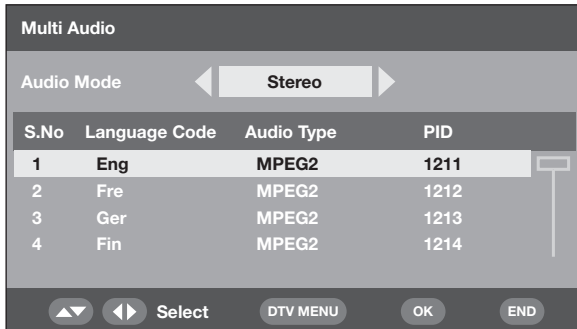 Multi Audio
Audio Mode Stereo
S.No Language Code Audio Type PID
1 Eng MPEG2 1211
2 Fre MPEG2 1212
3 Ger MPEG2 1213
4 Fin MPEG2 1214
Select DTV MENU OK END